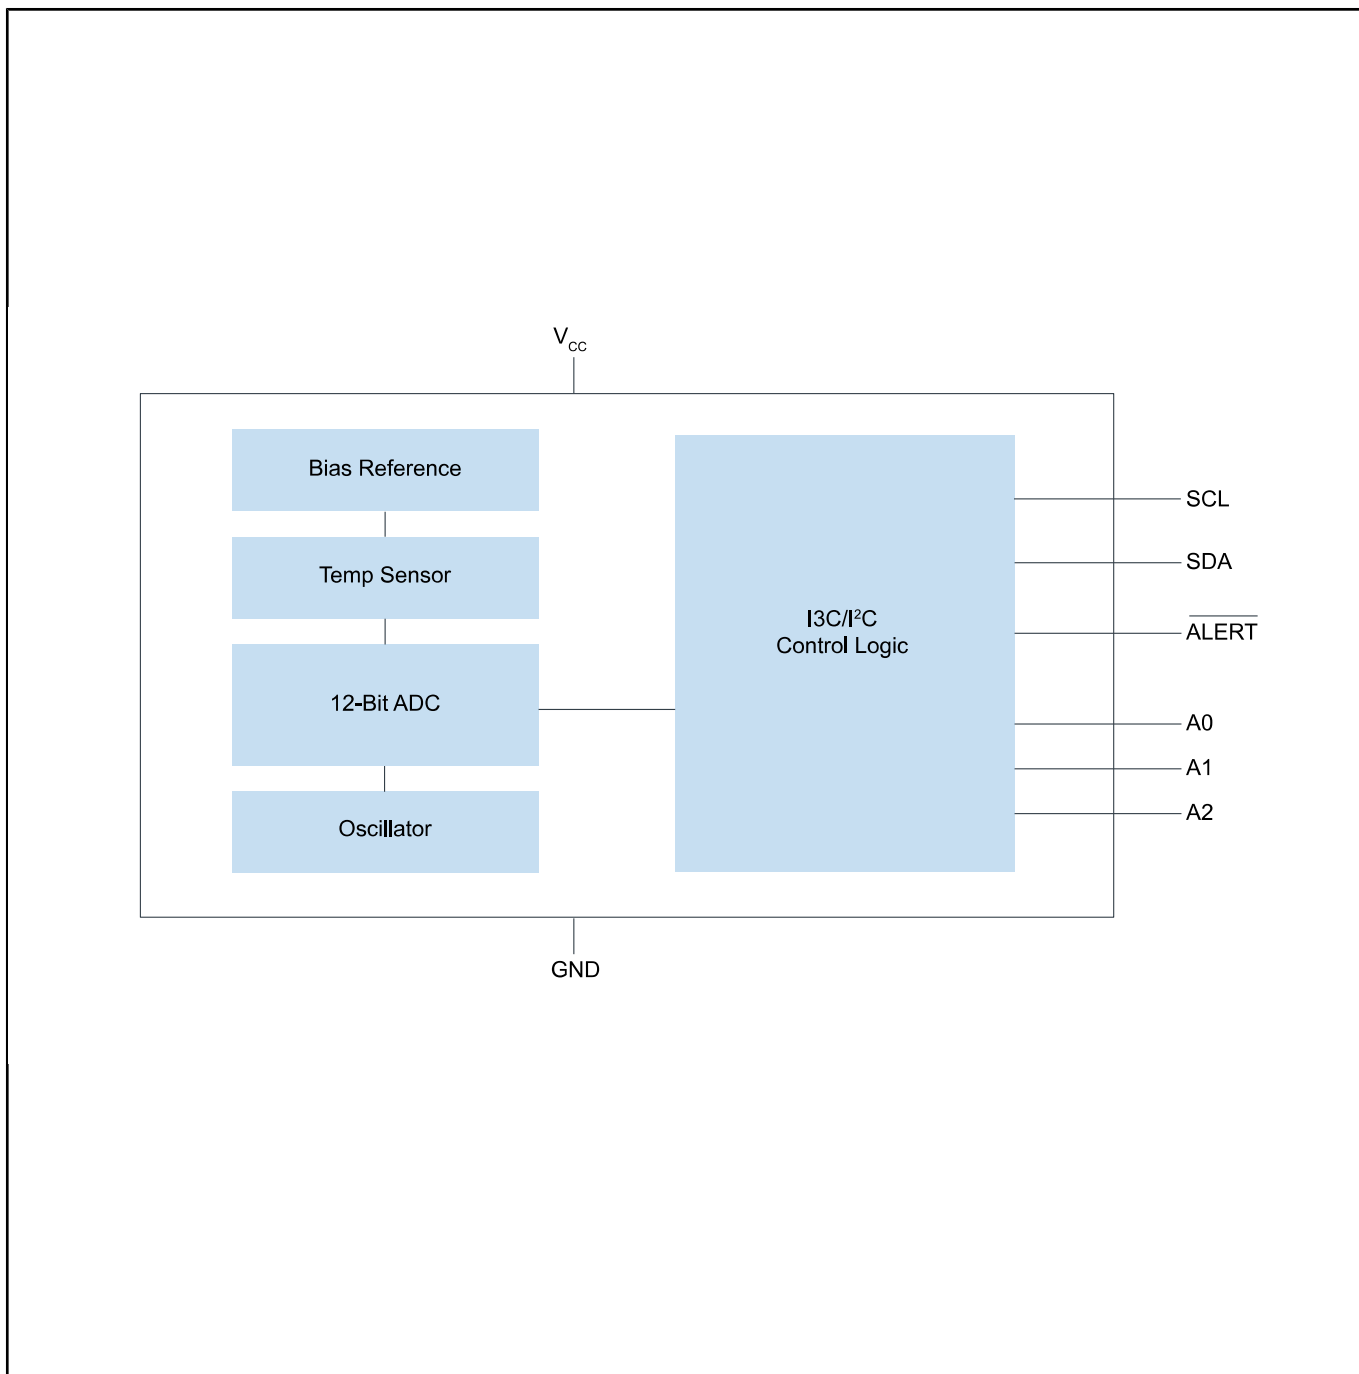 V_CC
Bias Reference
Temp Sensor
12-Bit ADC
Oscillator
I3C/I²C
Control Logic
SCL
SDA
ALERT
A0
A1
A2
GND